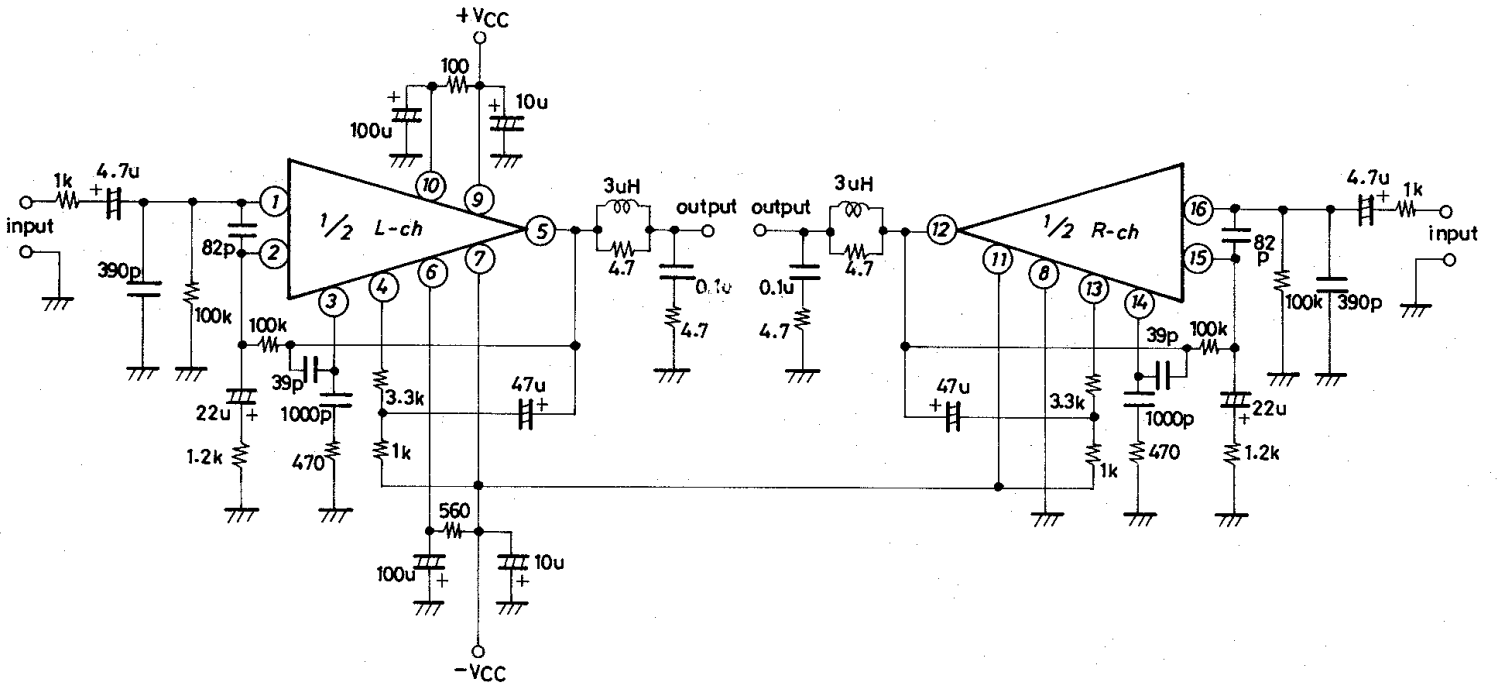 +VCC
100
100u +
+ 10u
1k
+ 4.7u
input
390p
100k
82p
1
2
1/2 L-ch
10
9
5
3
4
6
7
3uH
4.7
output
0.1u
4.7
100k
39p
1000p
22u +
1.2k
470
3.3k
1k
47u +
560
100u +
10u +
-VCC
output
3uH
4.7
0.1u
4.7
12
1/2 R-ch
16
15
11
8
13
14
4.7u +
1k
input
82p
100k
390p
39p
100k
+ 47u
3.3k
1k
1000p
470
22u +
1.2k